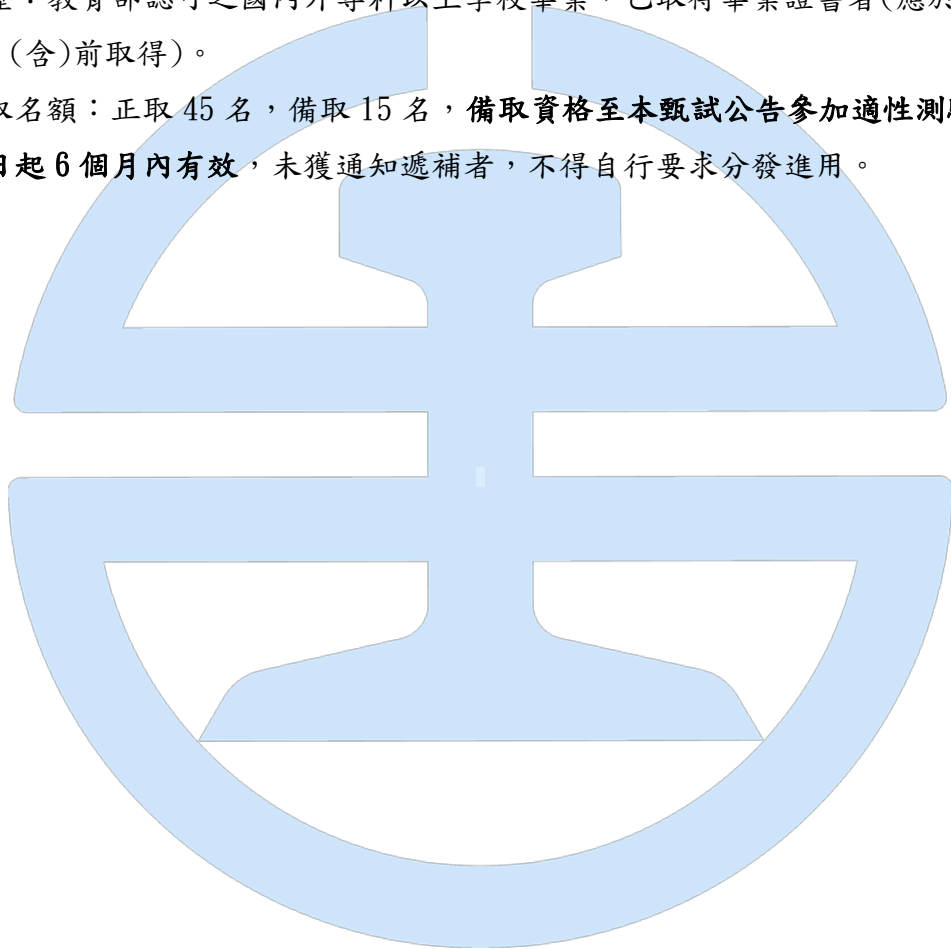 教育部認可之國內外專科以上學校畢業，已取得畢業證書者(應於
(含)前取得)。
取名額：正取 45 名，備取 15 名，備取資格至本甄試公告參加適性測
日起 6 個月內有效，未獲通知遞補者，不得自行要求分發進用。